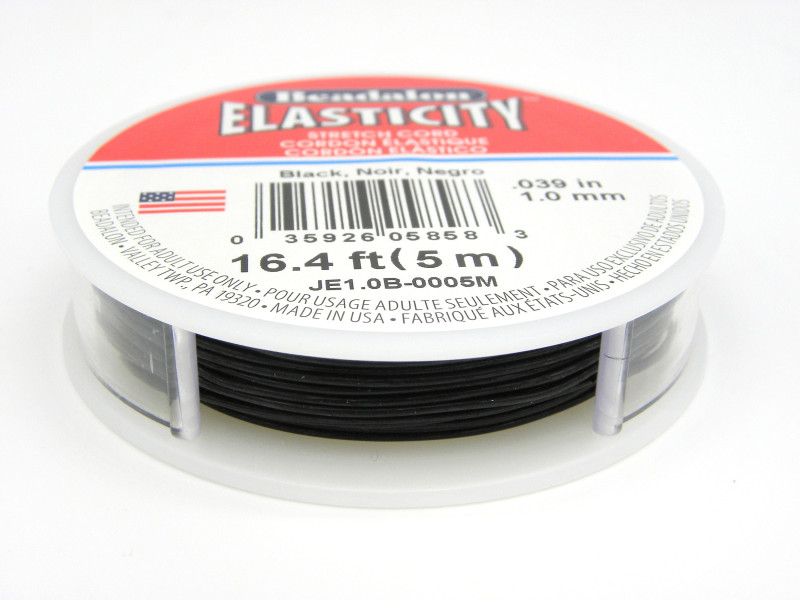 Beadalon
ELASTICITY™
STRETCH CORD
CORDON ÉLASTIQUE
CORDÓN ELÁSTICO
Black, Noir, Negro
.039 in
1.0 mm
0 35926 05858 3
16.4 ft (5 m)
JE1.0B-0005M
INTENDED FOR ADULT USE ONLY • POUR USAGE ADULTE SEULEMENT • PARA USO EXCLUSIVO DE ADULTOS
BEADALON • VALLEY TWP., PA 19320 • MADE IN USA • FABRIQUÉ AUX ÉTATS-UNIS • HECHO EN ESTADOS UNIDOS